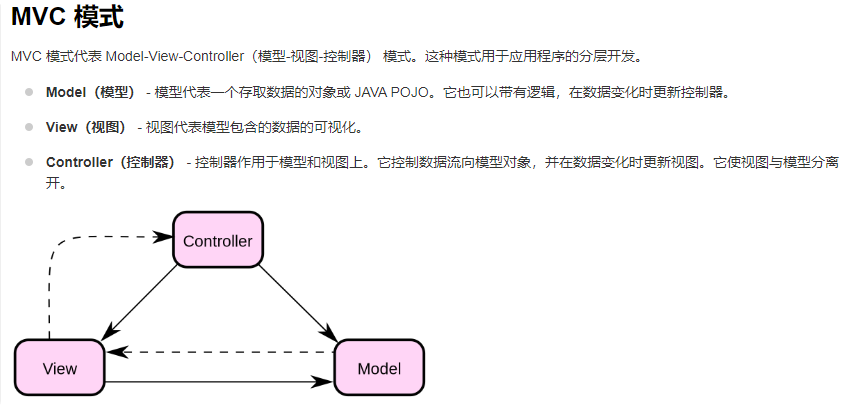 MVC 模式
MVC 模式代表 Model-View-Controller（模型-视图-控制器） 模式。这种模式用于应用程序的分层开发。
Model（模型） - 模型代表一个存取数据的对象或 JAVA POJO。它也可以带有逻辑，在数据变化时更新控制器。
View（视图） - 视图代表模型包含的数据的可视化。
Controller（控制器） - 控制器作用于模型和视图上。它控制数据流向模型对象，并在数据变化时更新视图。它使视图与模型分离
开。
Controller
View
Model